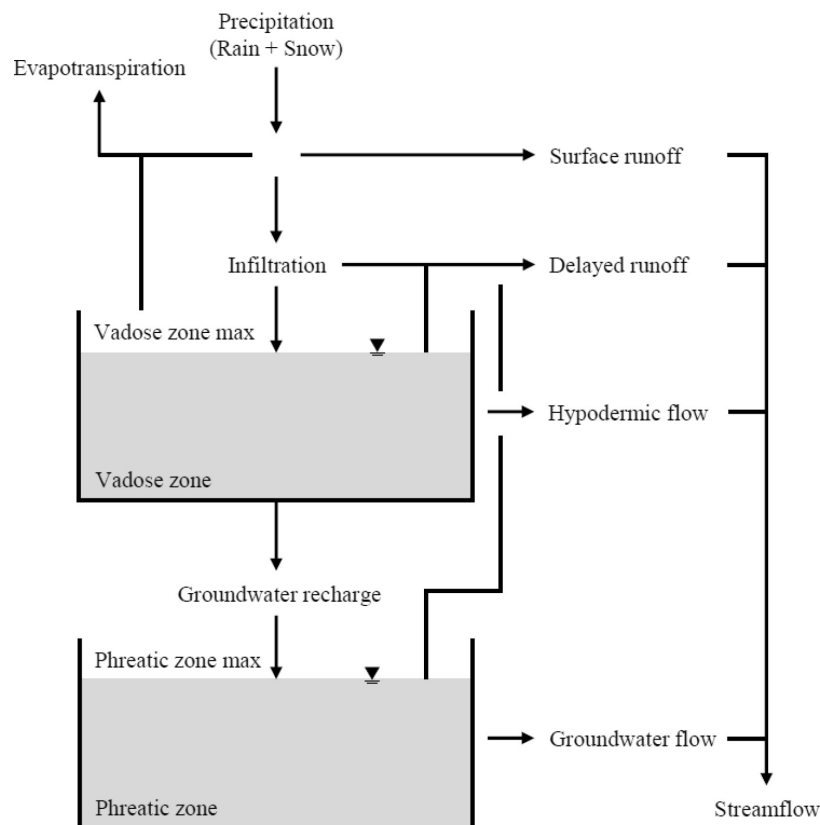 Precipitation
(Rain + Snow)
Evapotranspiration
Surface runoff
Infiltration
Delayed runoff
Vadose zone max
Hypodermic flow
Vadose zone
Groundwater recharge
Phreatic zone max
Groundwater flow
Phreatic zone
Streamflow